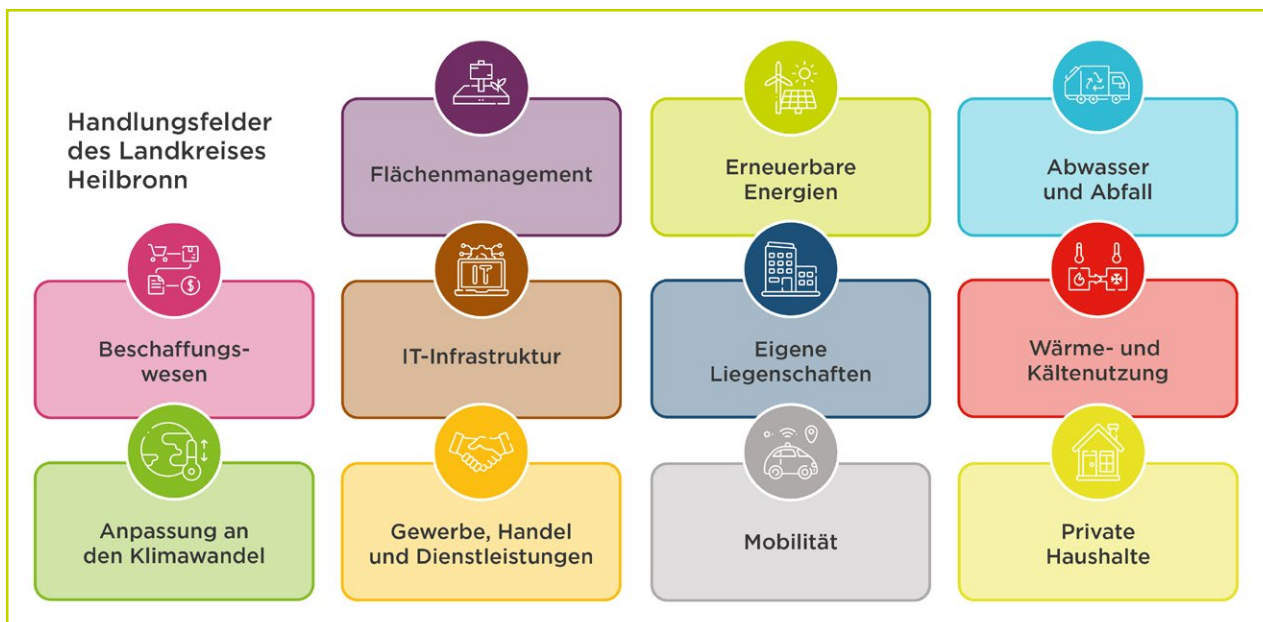 Handlungsfelder
des Landkreises
Heilbronn
Flächenmanagement
Erneuerbare
Energien
Abwasser
und Abfall
Beschaffungs-
wesen
IT
IT-Infrastruktur
Eigene
Liegenschaften
Wärme- und
Kältenutzung
Anpassung an
den Klimawandel
Gewerbe, Handel
und Dienstleistungen
Mobilität
Private
Haushalte